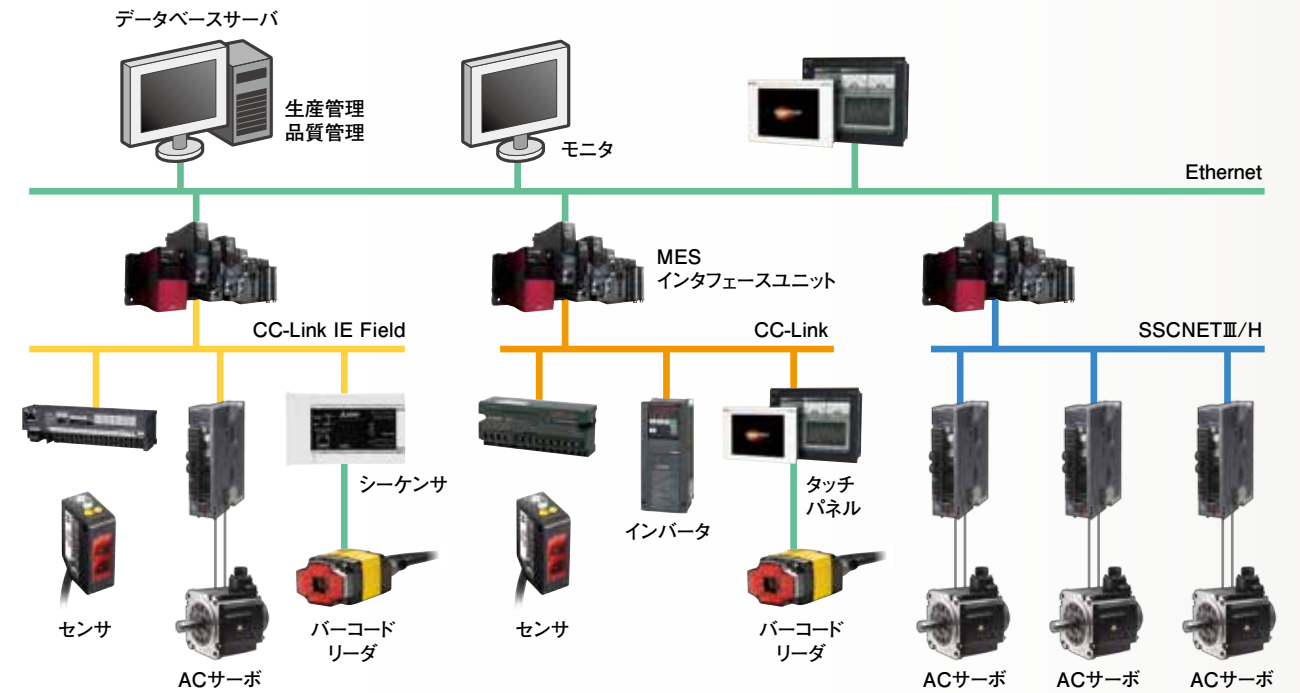 データベースサーバ
生産管理
品質管理
モニタ
Ethernet
MES
インタフェースユニット
CC-Link IE Field
CC-Link
SSCNETⅢ/H
シーケンサ
タッチ
パネル
インバータ
センサ
バーコード
リーダ
センサ
バーコード
リーダ
ACサーボ
ACサーボ
ACサーボ
ACサーボ